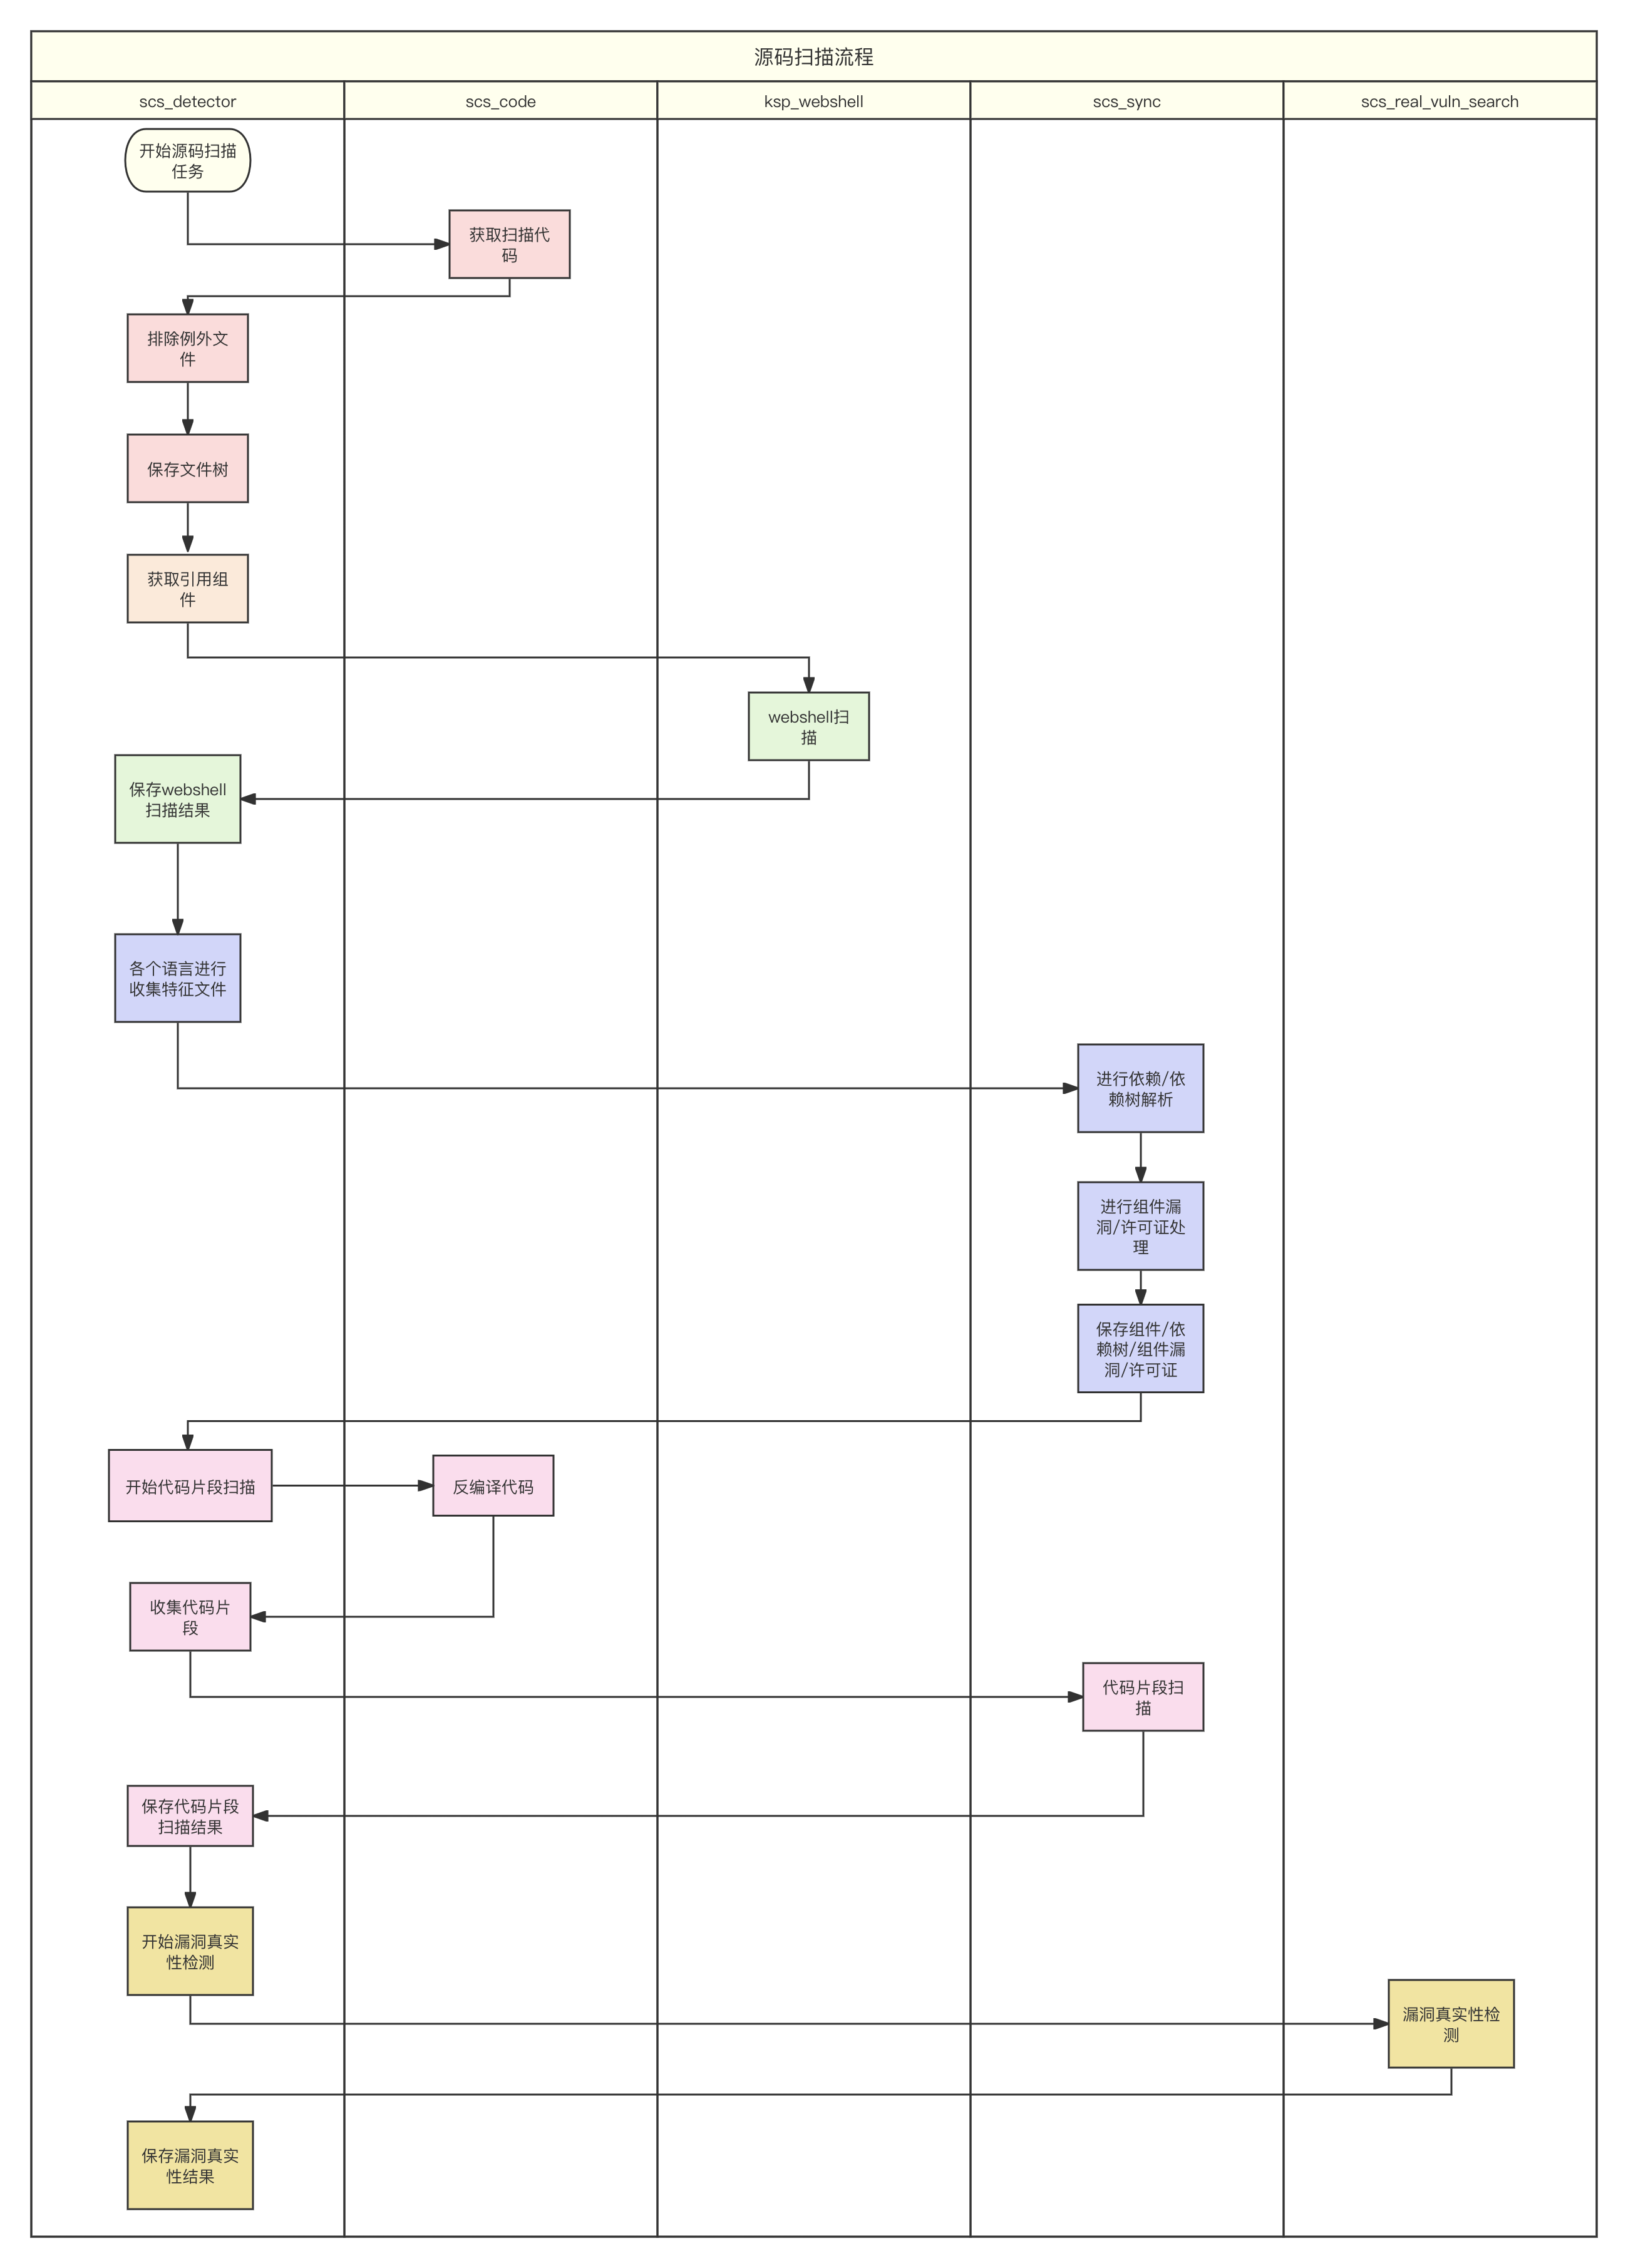 源码扫描流程
scs_detector
scs_code
ksp_webshell
scs_sync
scs_real_vuln_search
开始源码扫描
任务
获取扫描代
码
排除例外文
件
保存文件树
获取引用组
件
webshell扫
描
保存webshell
扫描结果
各个语言进行
收集特征文件
进行依赖/依
赖树解析
进行组件漏
洞/许可证处
理
保存组件/依
赖树/组件漏
洞/许可证
开始代码片段扫描
反编译代码
收集代码片
段
代码片段扫
描
保存代码片段
扫描结果
开始漏洞真实
性检测
漏洞真实性检
测
保存漏洞真实
性结果